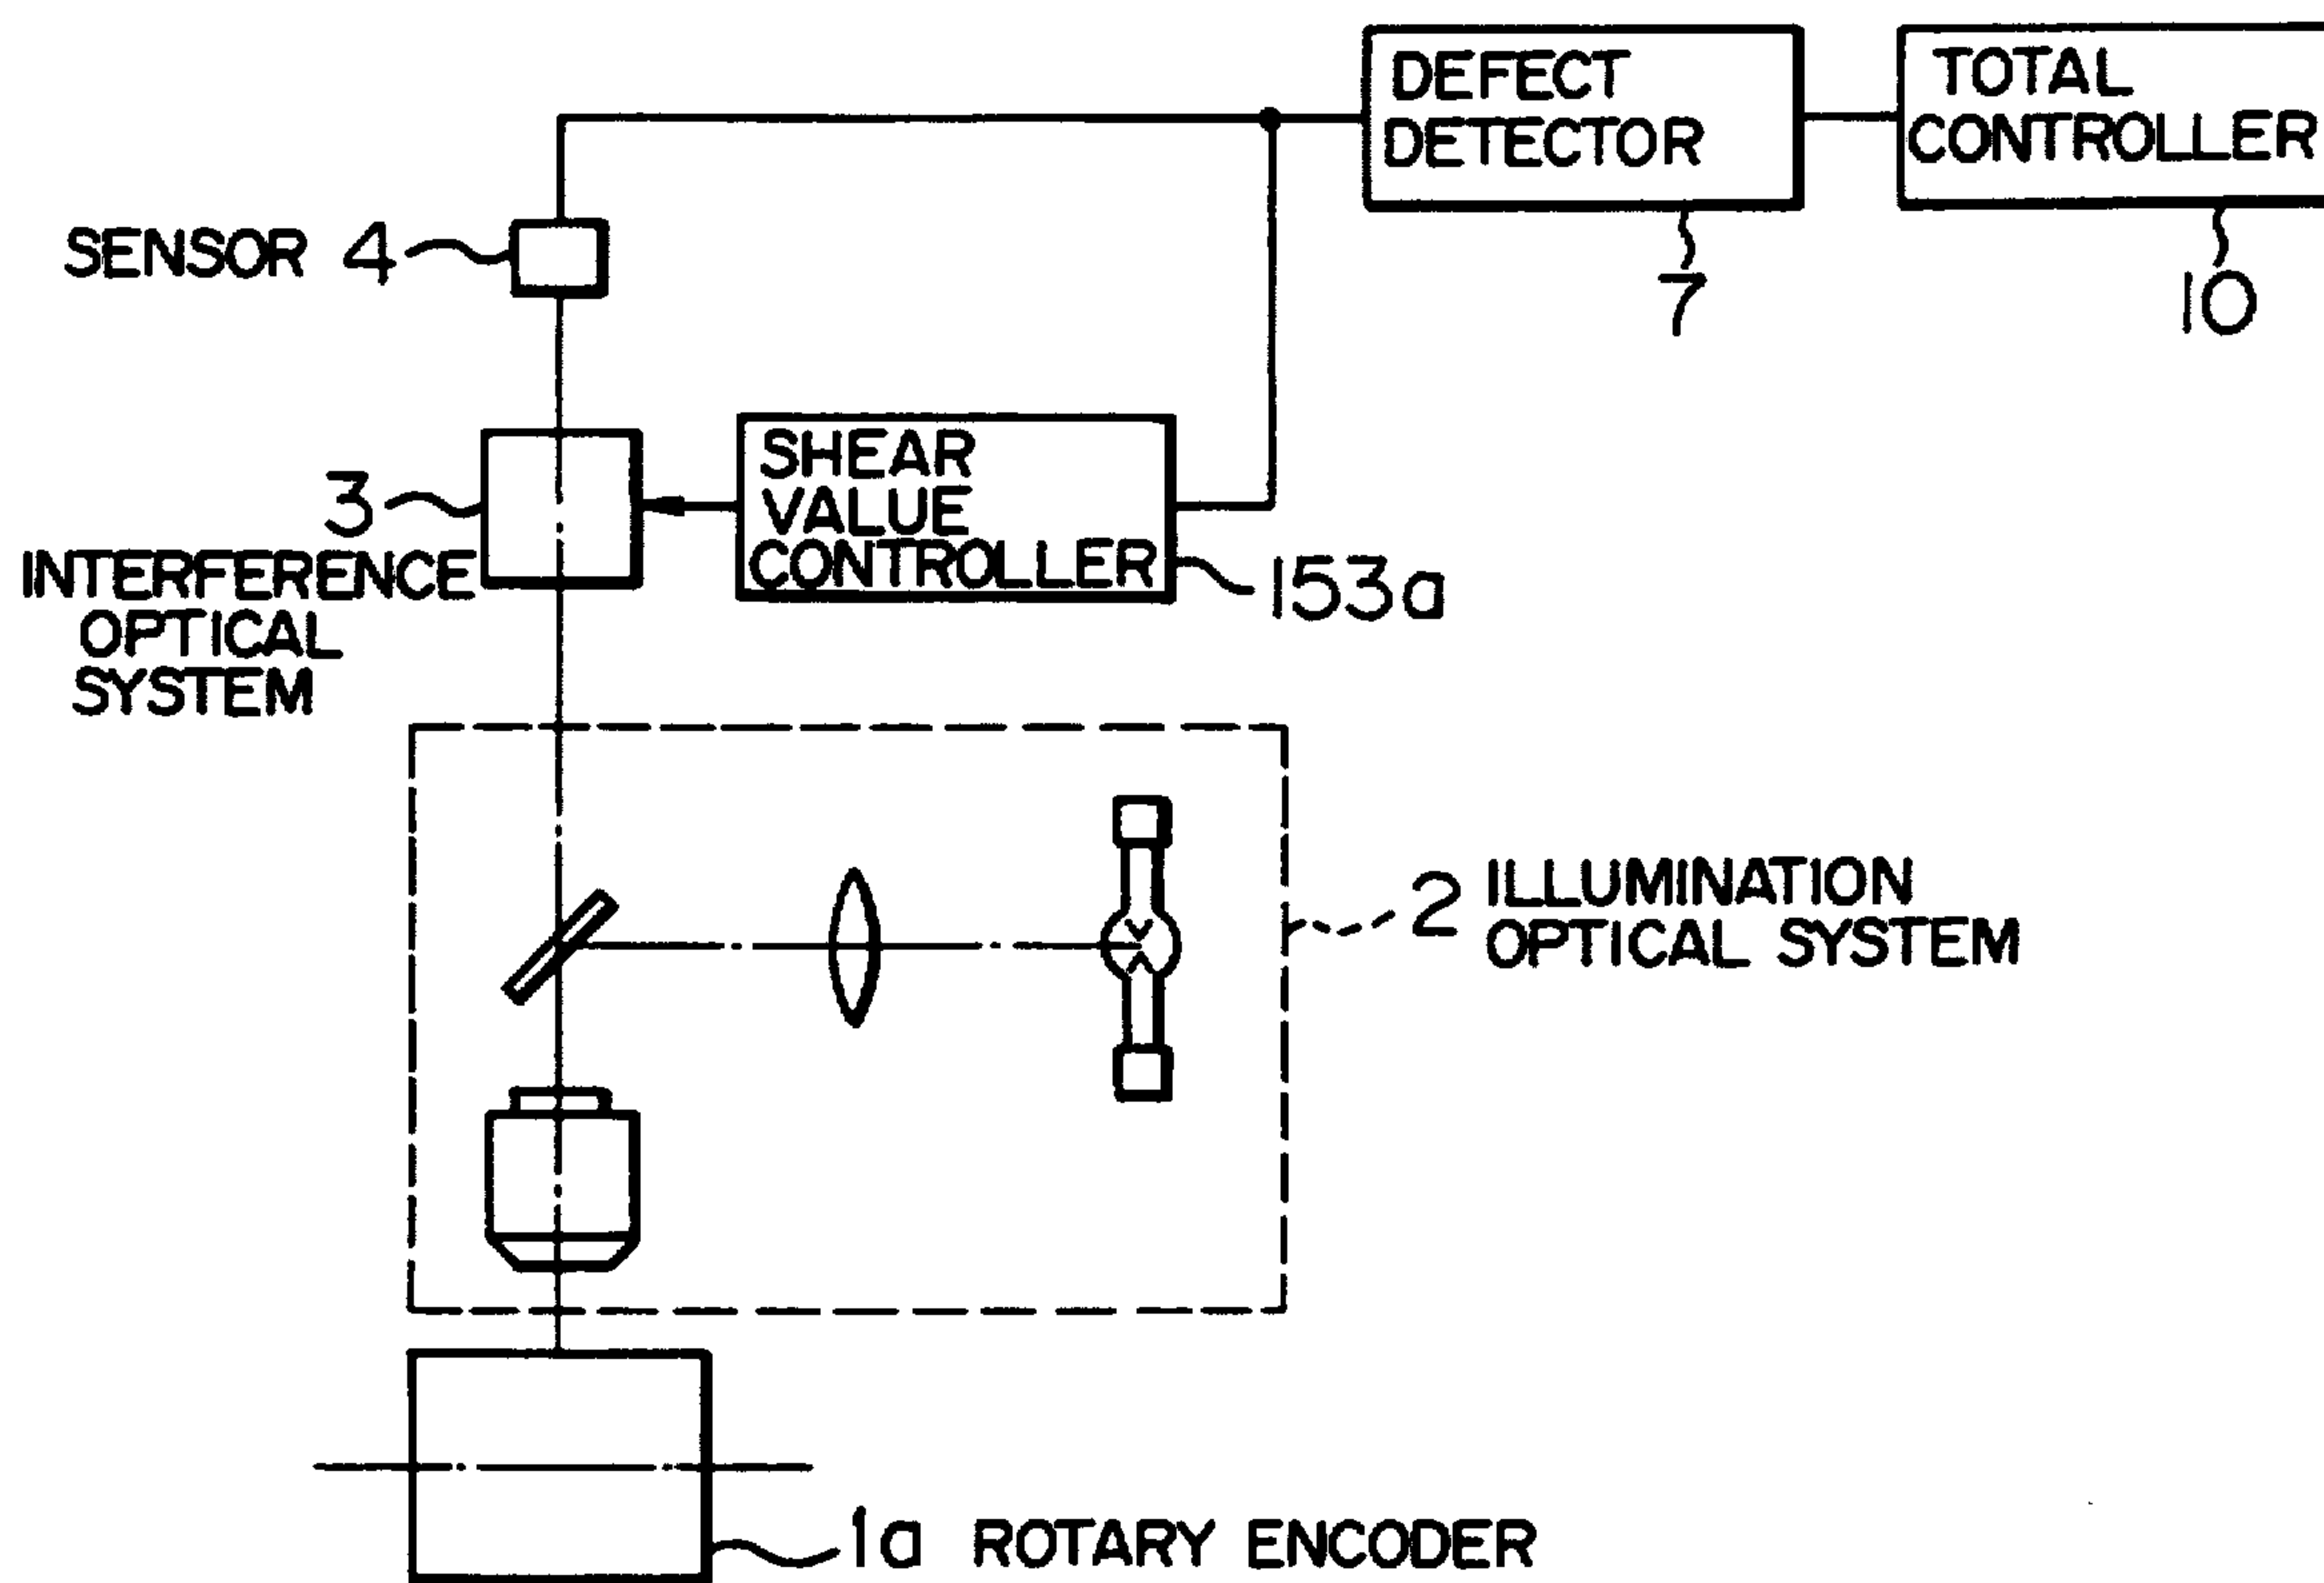 DEFECT
DETECTOR
TOTAL
CONTROLLER
SENSOR 4
7
10
SHEAR
VALUE
CONTROLLER
3
INTERFERENCE
OPTICAL
SYSTEM
153a
2 ILLUMINATION
OPTICAL SYSTEM
1a ROTARY ENCODER